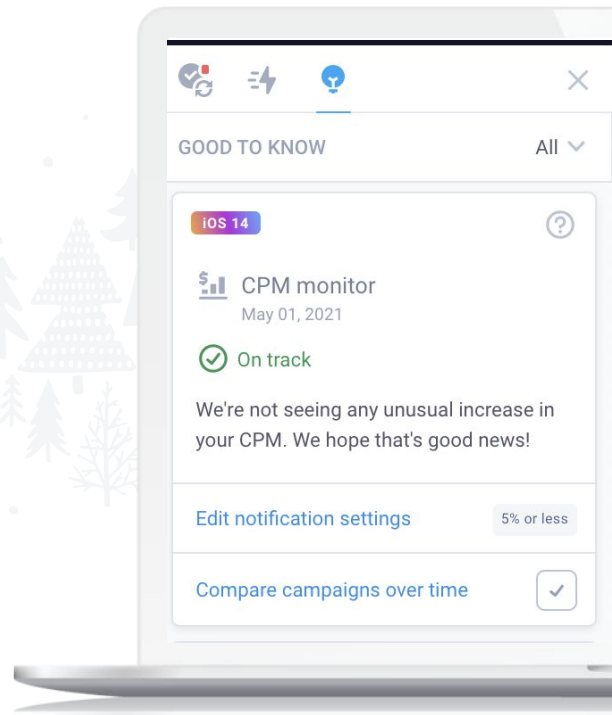 GOOD TO KNOW
All
iOS 14
CPM monitor
May 01, 2021
On track
We're not seeing any unusual increase in
your CPM. We hope that's good news!
Edit notification settings
5% or less
Compare campaigns over time